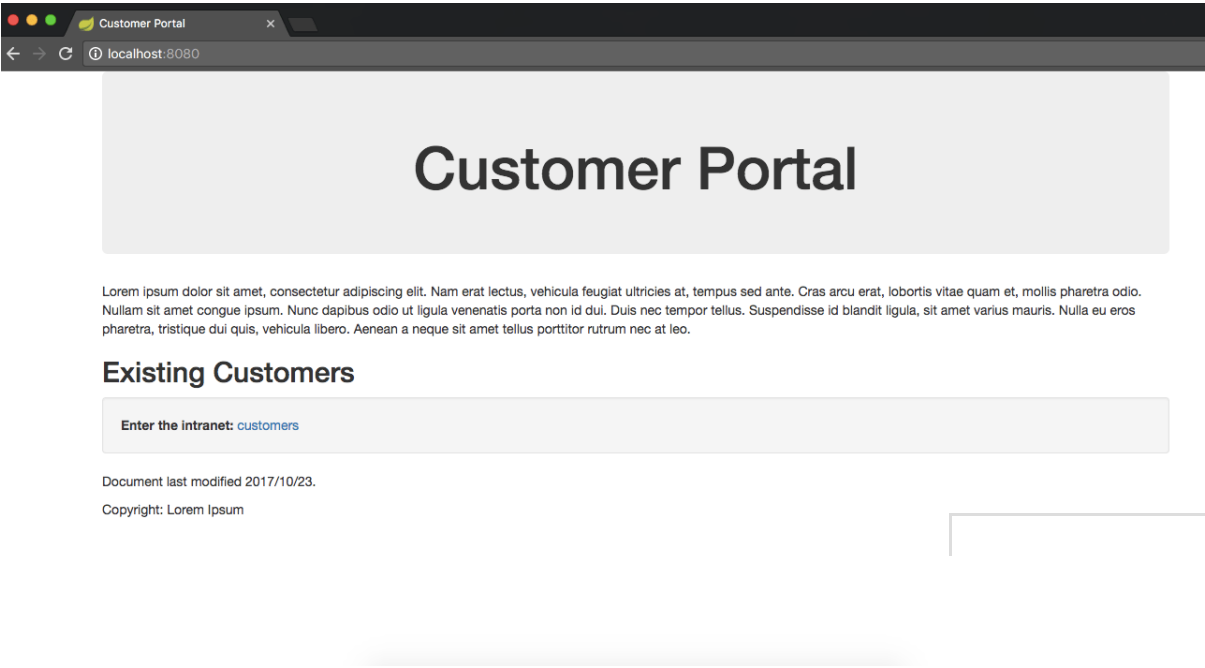 Customer Portal
localhost:8080
Customer Portal
Lorem ipsum dolor sit amet, consectetur adipiscing elit. Nam erat lectus, vehicula feugiat ultricies at, tempus sed ante. Cras arcu erat, lobortis vitae quam et, mollis pharetra odio.
Nullam sit amet congue ipsum. Nunc dapibus odio ut ligula venenatis porta non id dui. Duis nec tempor tellus. Suspendisse id blandit ligula, sit amet varius mauris. Nulla eu eros
pharetra, tristique dui quis, vehicula libero. Aenean a neque sit amet tellus porttitor rutrum nec at leo.
Existing Customers
Enter the intranet: customers
Document last modified 2017/10/23.
Copyright: Lorem Ipsum